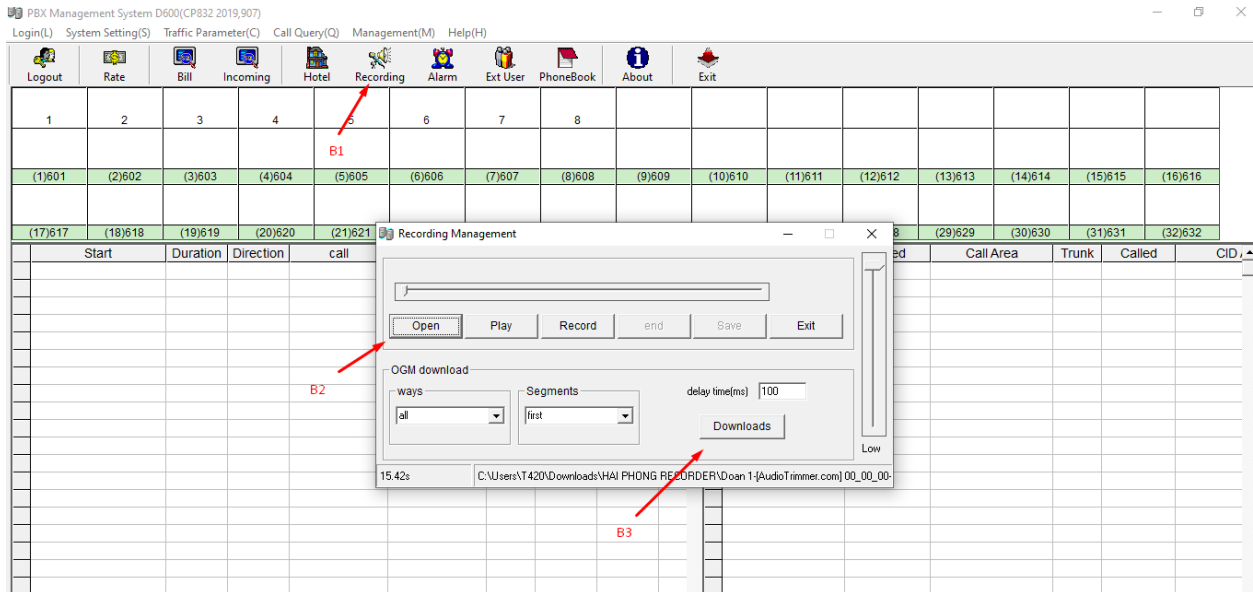 PBX Management System D600(CP832 2019,907)
Login(L) System Setting(S) Traffic Parameter(C) Call Query(Q) Management(M) Help(H)
Logout Rate Bill Incoming Hotel Recording Alarm Ext User PhoneBook About Exit
1 2 3 4 5 6 7 8
B1
(1)601 (2)602 (3)603 (4)604 (5)605 (6)606 (7)607 (8)608 (9)609 (10)610 (11)611 (12)612 (13)613 (14)614 (15)615 (16)616
(17)617 (18)618 (19)619 (20)620 (21)621 8 (29)629 (30)630 (31)631 (32)632
Recording Management
Start Duration Direction call ed Call Area Trunk Called CID
Open Play Record end Save Exit
B2
OGM download
ways Segments delay time(ms) 100
all first
Downloads
Low
15.42s C:\Users\T420\Downloads\HAI PHONG RECORDER\Doan 1-[AudioTrimmer.com] 00_00_00-
B3